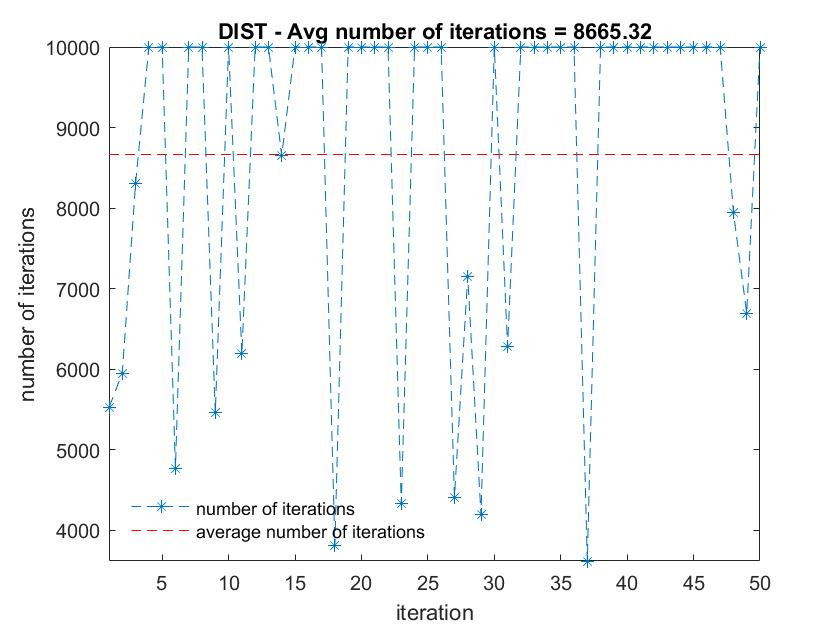 DIST - Avg number of iterations = 8665.32
10000
9000
8000
7000
6000
5000
4000
number of iterations
number of iterations
average number of iterations
5 10 15 20 25 30 35 40 45 50
iteration